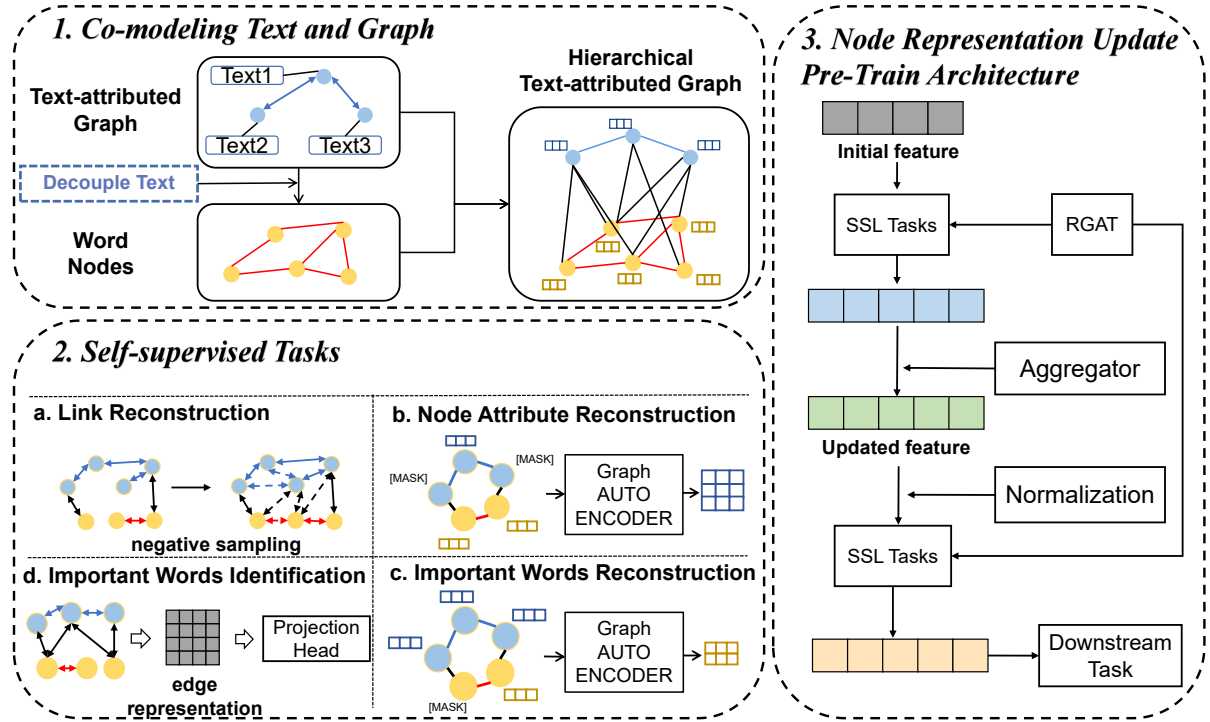 1. Co-modeling Text and Graph
Text-attributed
Graph
Text1
Text2
Text3
Decouple Text
Word
Nodes
Hierarchical
Text-attributed Graph
2. Self-supervised Tasks
a. Link Reconstruction
negative sampling
b. Node Attribute Reconstruction
[MASK]
[MASK]
Graph
AUTO
ENCODER
d. Important Words Identification
edge
representation
Projection
Head
c. Important Words Reconstruction
[MASK]
Graph
AUTO
ENCODER
3. Node Representation Update
Pre-Train Architecture
Initial feature
SSL Tasks
RGAT
Aggregator
Updated feature
Normalization
SSL Tasks
Downstream
Task